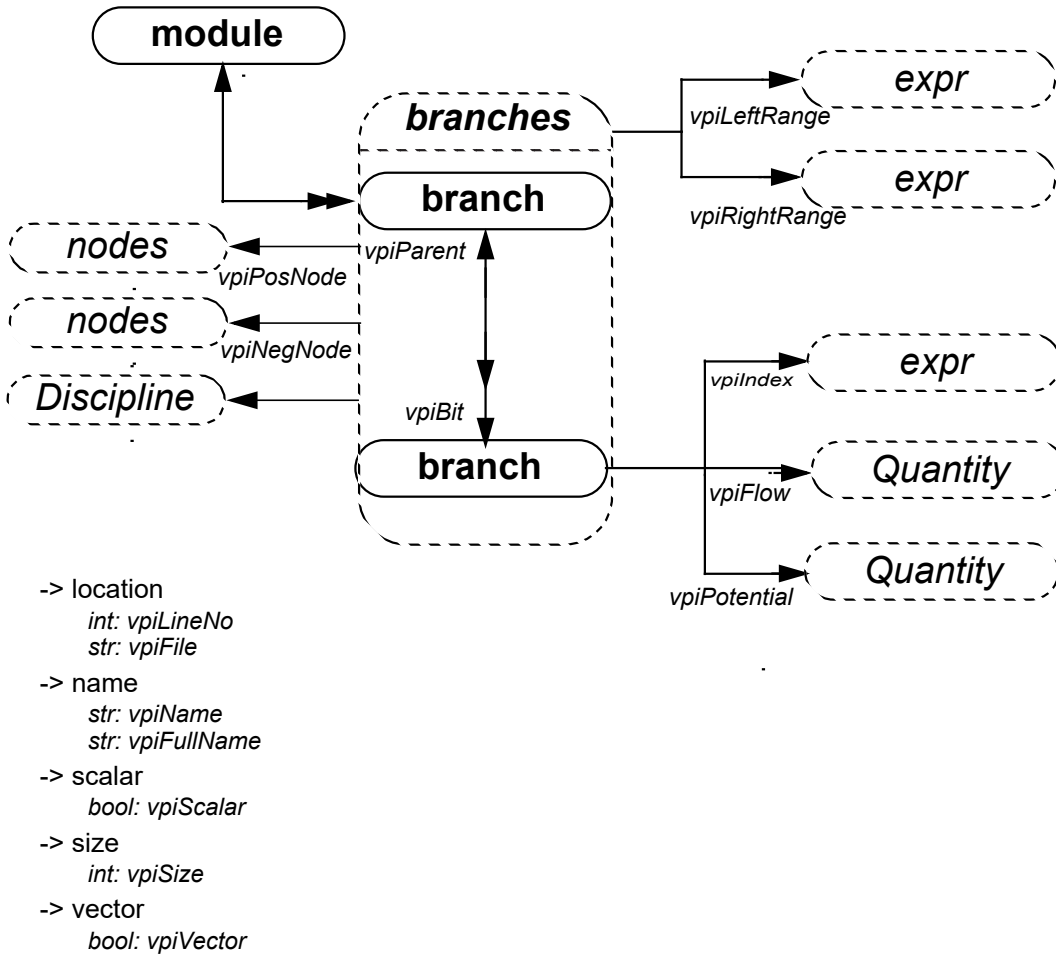 module
branches
expr
vpiLeftRange
expr
vpiRightRange
branch
nodes
vpiParent
vpiPosNode
nodes
vpiNegNode
Discipline
vpiBit
branch
expr
vpiIndex
Quantity
vpiFlow
Quantity
vpiPotential
-> location
int: vpiLineNo
str: vpiFile
-> name
str: vpiName
str: vpiFullName
-> scalar
bool: vpiScalar
-> size
int: vpiSize
-> vector
bool: vpiVector